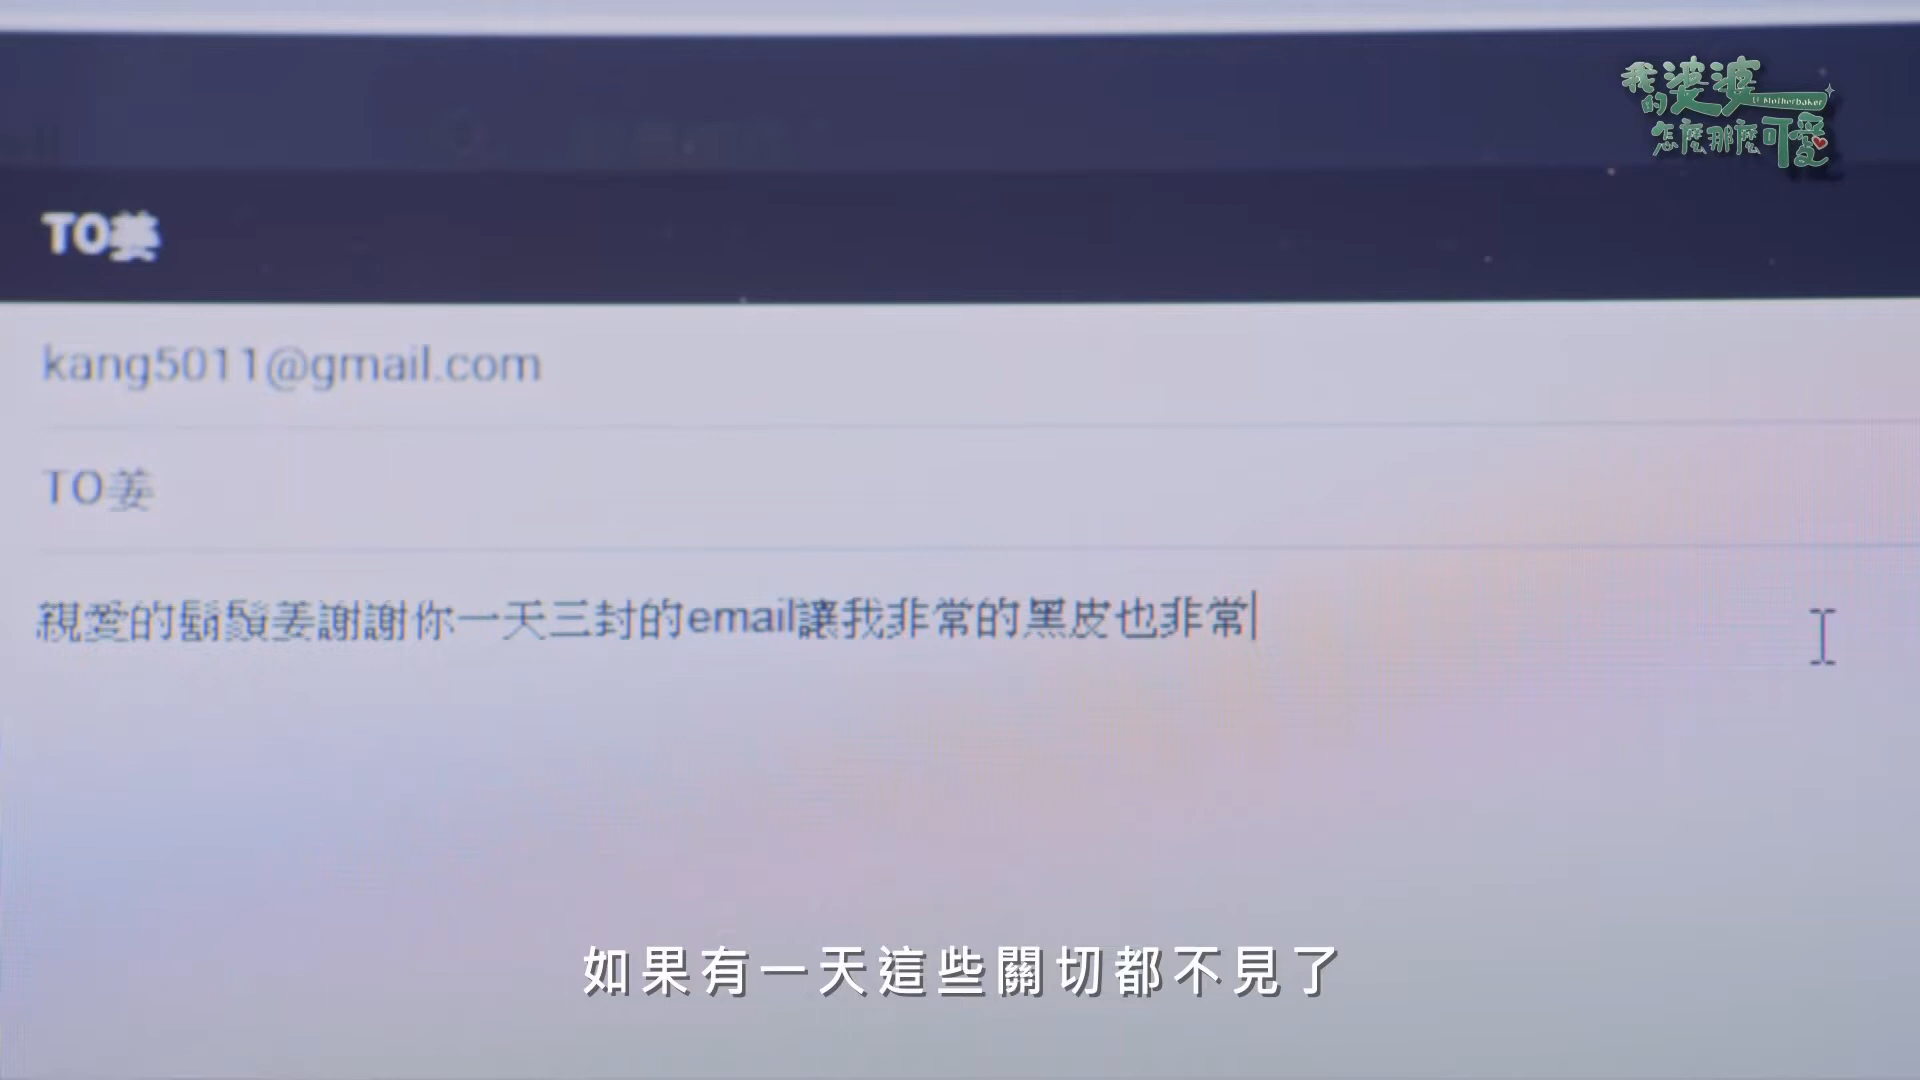 我的婆婆
U Motherbaker
怎麼那麼可愛
TO姜
kang5011@gmail.com
TO姜
親愛的鬍鬚姜謝謝你一天三封的email讓我非常的黑皮也非常
如果有一天這些關切都不見了